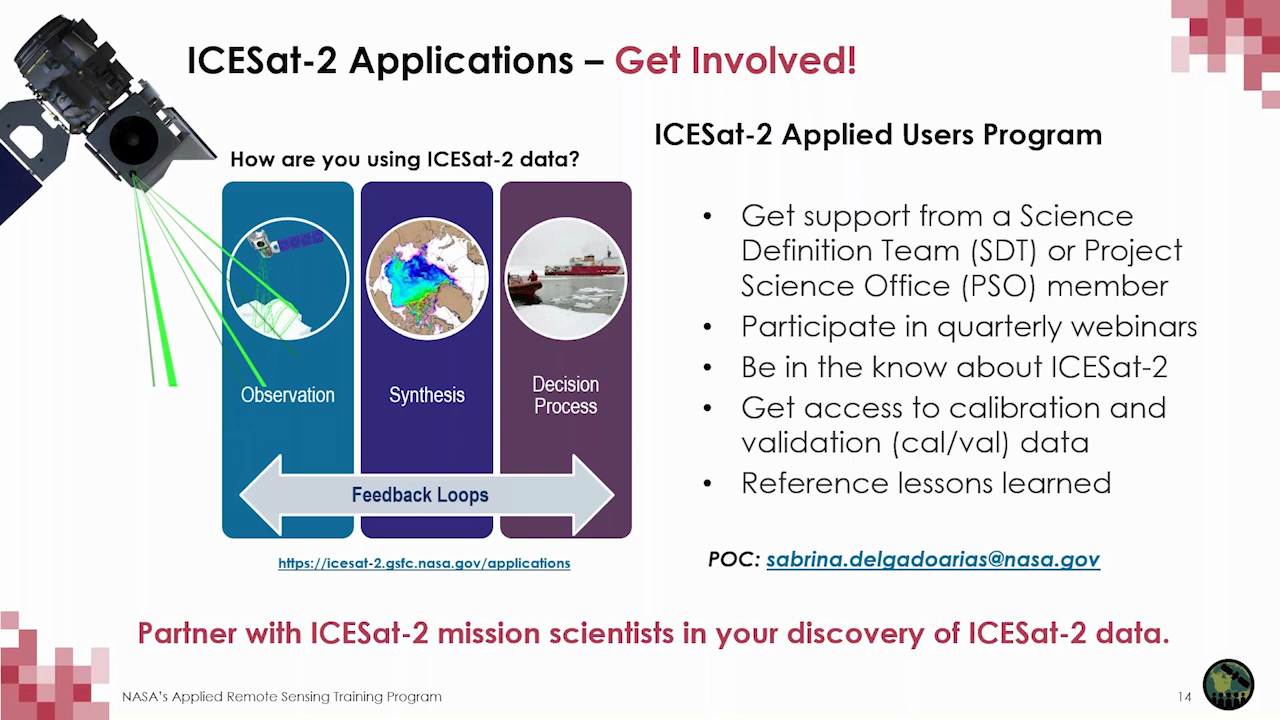 ICESat-2 Applications – Get Involved!
How are you using ICESat-2 data?
Observation
Synthesis
Decision
Process
Feedback Loops
https://icesat-2.gsfc.nasa.gov/applications
ICESat-2 Applied Users Program
• Get support from a Science
Definition Team (SDT) or Project
Science Office (PSO) member
• Participate in quarterly webinars
• Be in the know about ICESat-2
• Get access to calibration and
validation (cal/val) data
• Reference lessons learned
POC: sabrina.delgadoarias@nasa.gov
Partner with ICESat-2 mission scientists in your discovery of ICESat-2 data.
NASA's Applied Remote Sensing Training Program
14